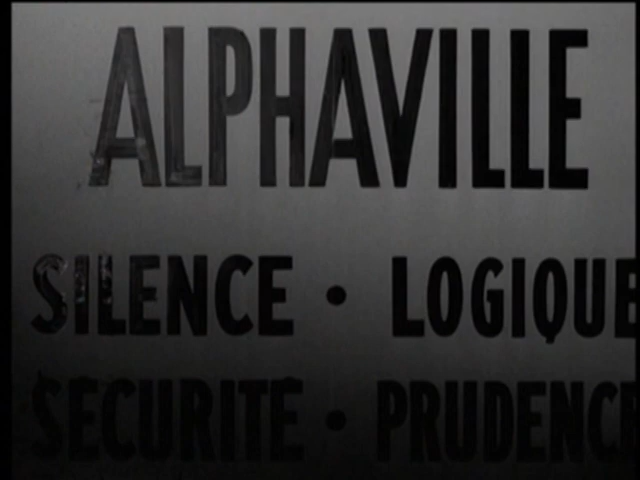 ALPHAVILLE
SILENCE · LOGIQUE
SECURITE · PRUDENCE